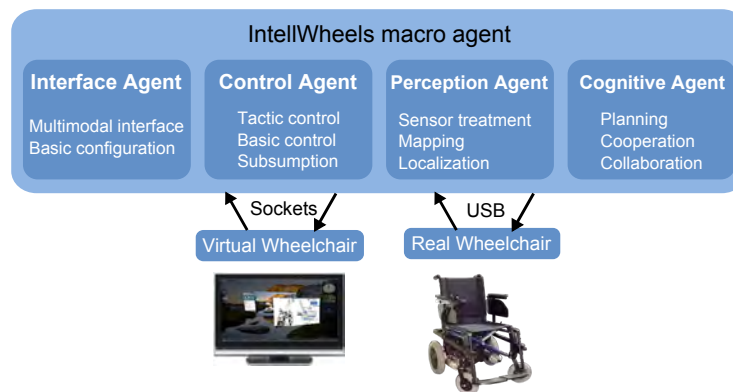 IntellWheels macro agent
Interface Agent
Multimodal interface
Basic configuration
Control Agent
Tactic control
Basic control
Subsumption
Perception Agent
Sensor treatment
Mapping
Localization
Cognitive Agent
Planning
Cooperation
Collaboration
Sockets
USB
Virtual Wheelchair
Real Wheelchair